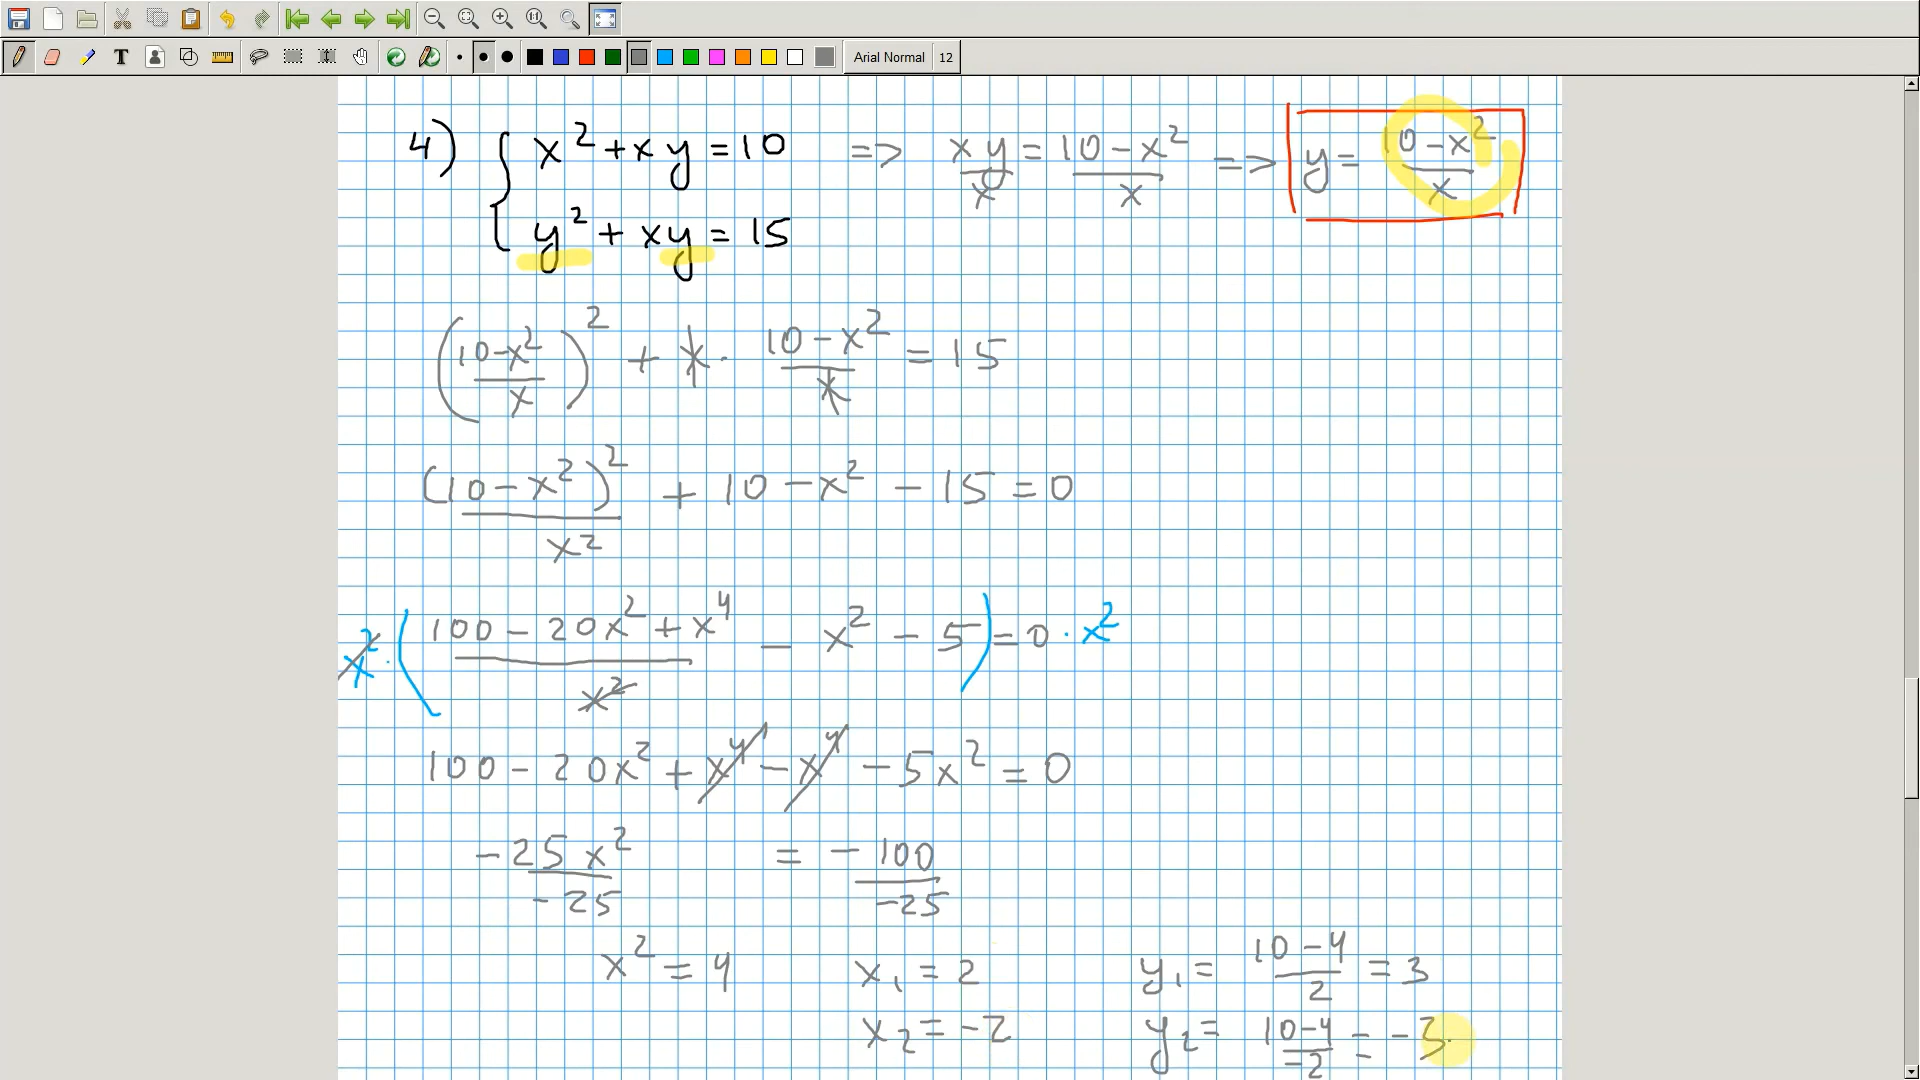 Arial Normal 12
4) { x² + xy = 10 => xy/x = (10 - x²)/x => y = (10 - x²)/x
y² + xy = 15
((10-x²)/x)² + x · (10 - x²)/x = 15
(10 - x²)²/x² + 10 - x² - 15 = 0
x² · ((100 - 20x² + x⁴)/x² - x² - 5) = 0 · x²
100 - 20x² + x⁴ - x⁴ - 5x² = 0
-25x²/-25 = -100/-25
x² = 4 x₁ = 2 y₁ = (10 - 4)/2 = 3
x₂ = -2 y₂ = (10-4)/-2 = -3